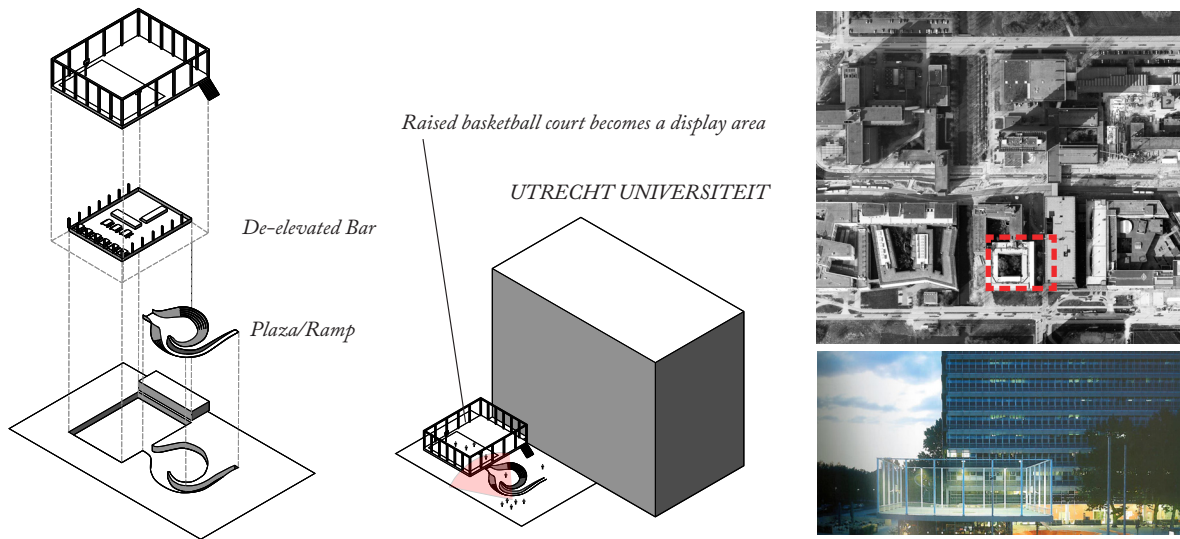 Raised basketball court becomes a display area
UTRECHT UNIVERSITEIT
De-elevated Bar
Plaza/Ramp